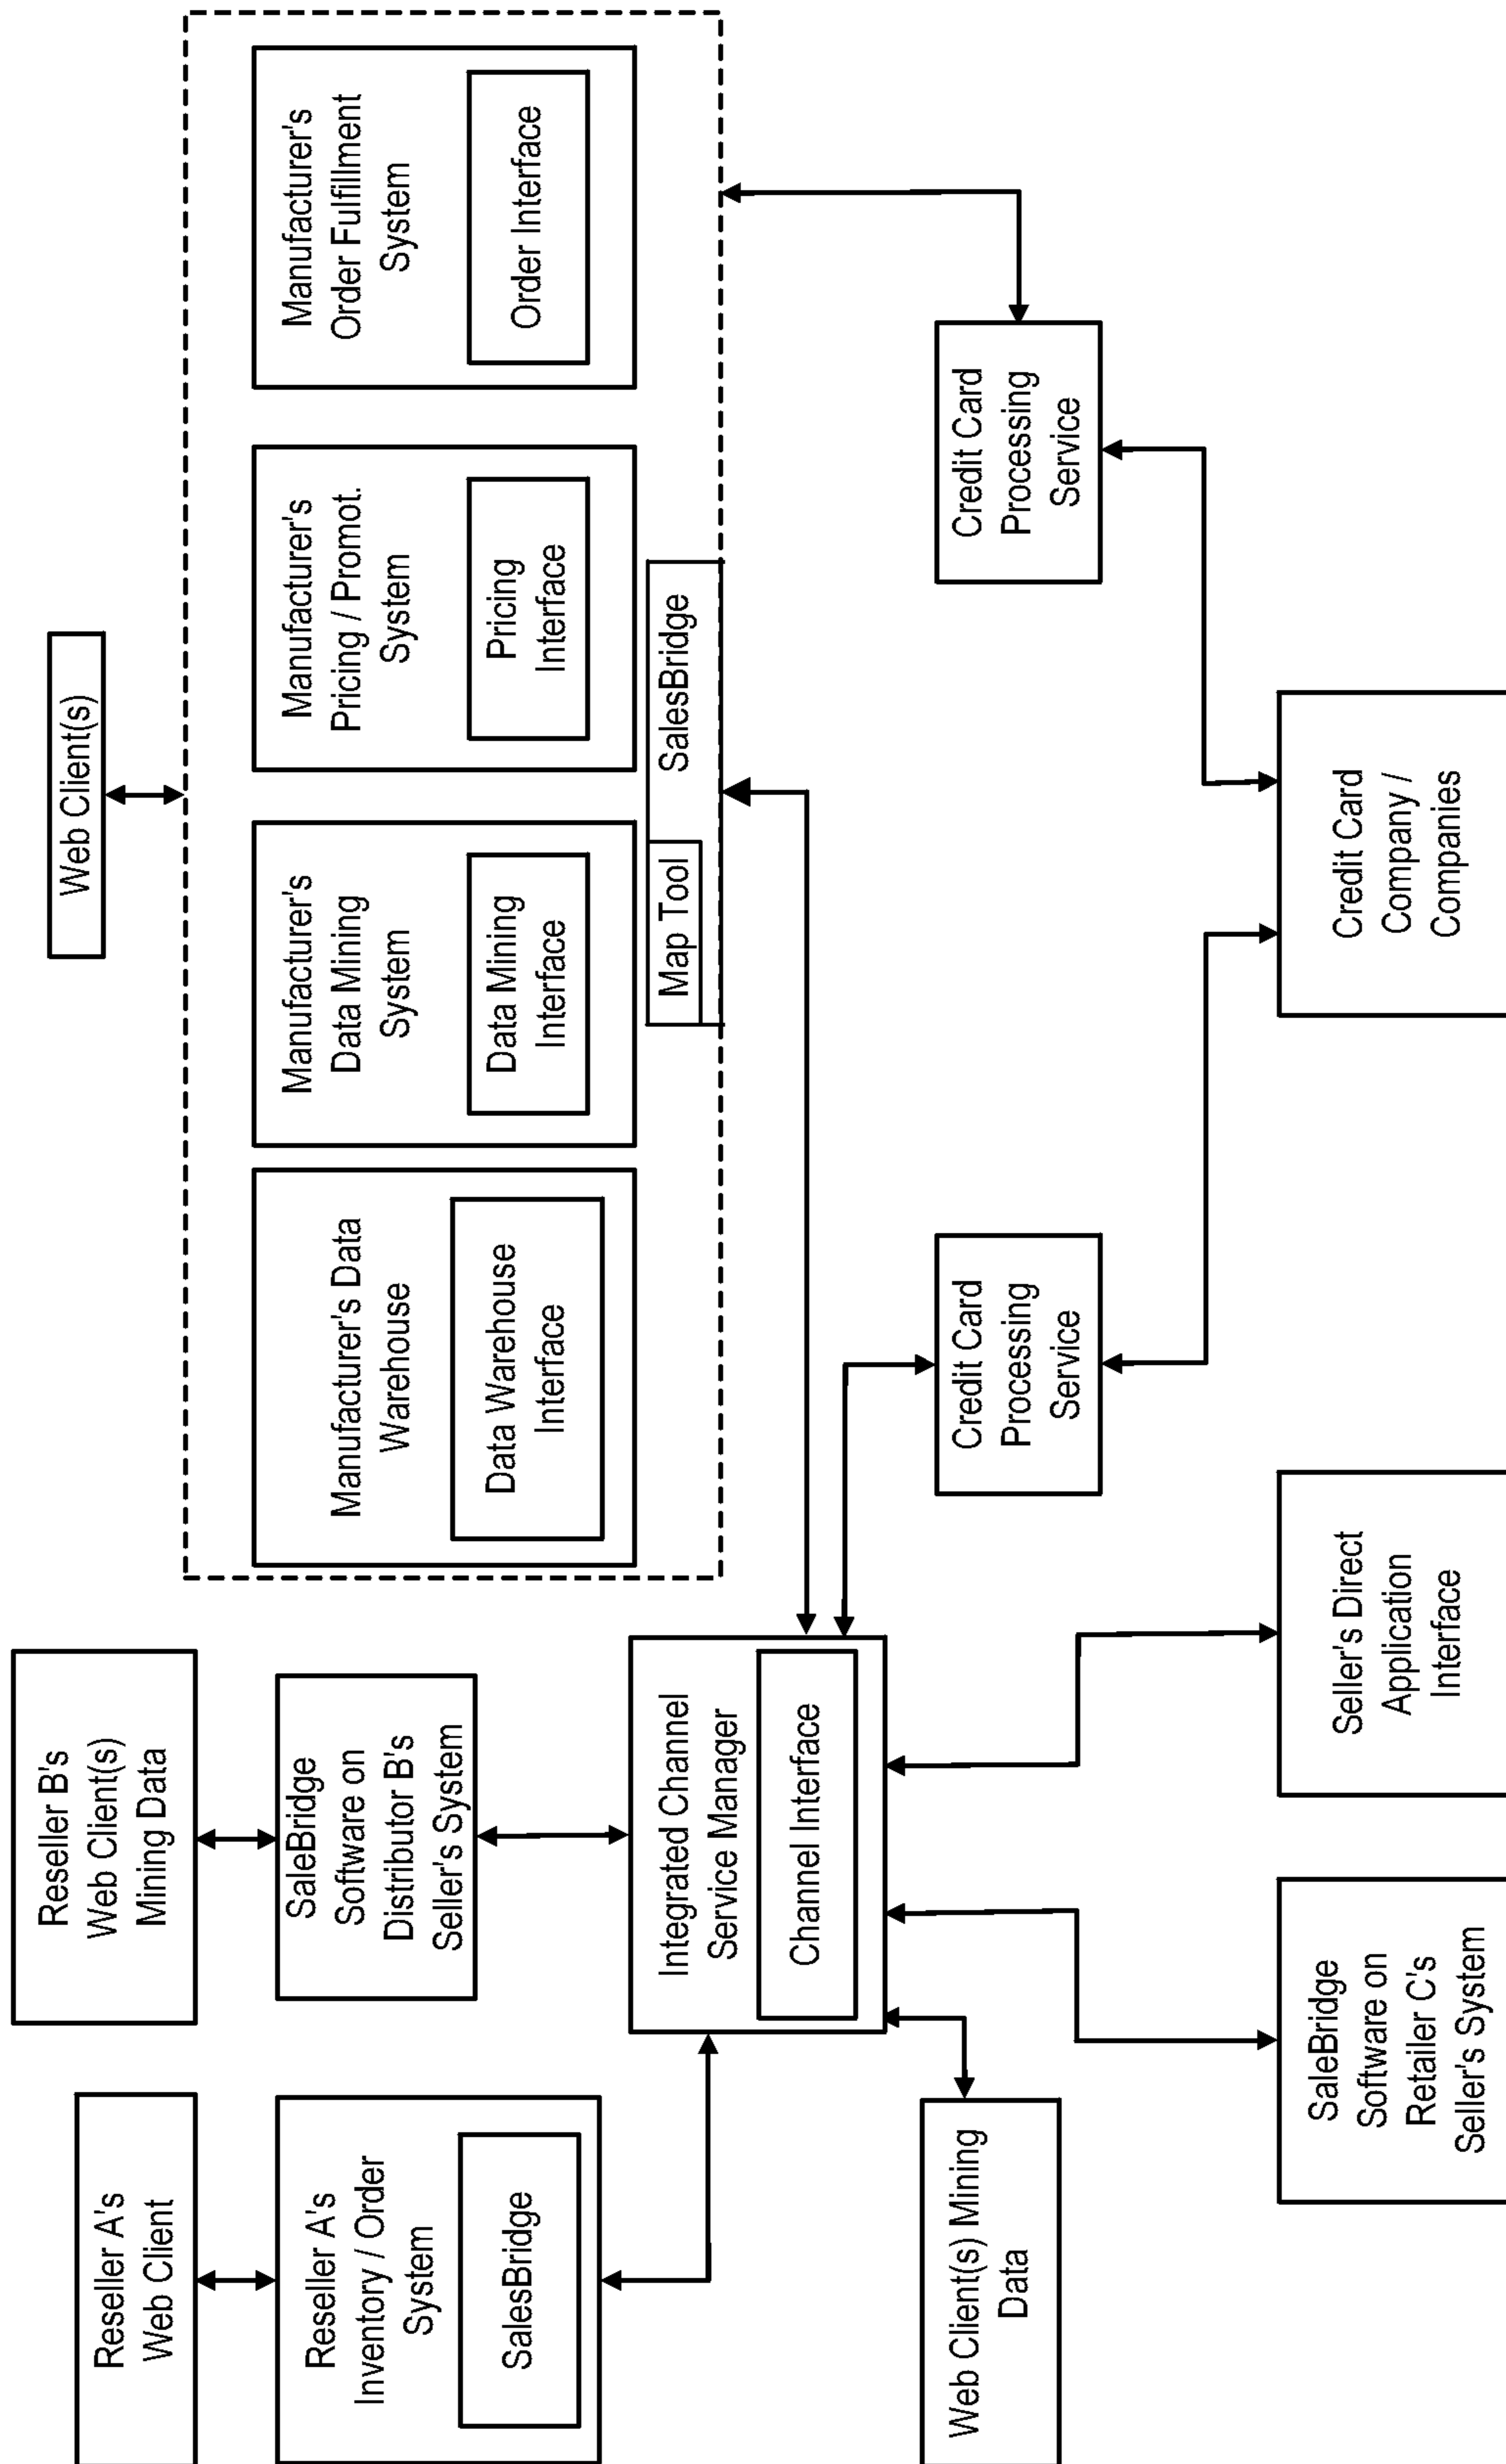 Reseller A's
Web Client
Reseller B's
Web Client(s)
Mining Data
Web Client(s)
Reseller A's
Inventory / Order
System
SalesBridge
SaleBridge
Software on
Distributor B's
Seller's System
Manufacturer's Data
Warehouse
Data Warehouse
Interface
Manufacturer's
Data Mining
System
Data Mining
Interface
Manufacturer's
Pricing / Promot.
System
Pricing
Interface
Manufacturer's
Order Fulfillment
System
Order Interface
Map Tool
SalesBridge
Integrated Channel
Service Manager
Channel Interface
Web Client(s) Mining
Data
Credit Card
Processing
Service
Credit Card
Processing
Service
SaleBridge
Software on
Retailer C's
Seller's System
Seller's Direct
Application
Interface
Credit Card
Company /
Companies